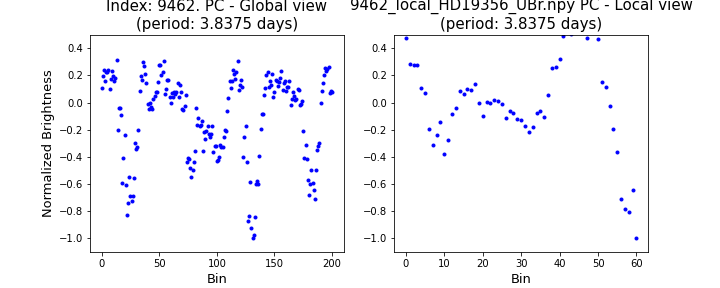 Index: 9462. PC - Global view
(period: 3.8375 days)
9462_local_HD19356_UBr.npy PC - Local view
(period: 3.8375 days)
Normalized Brightness
0.4
0.2
0.0
−0.2
−0.4
−0.6
−0.8
−1.0
0 50 100 150 200
Bin
0.4
0.2
0.0
−0.2
−0.4
−0.6
−0.8
−1.0
0 10 20 30 40 50 60
Bin